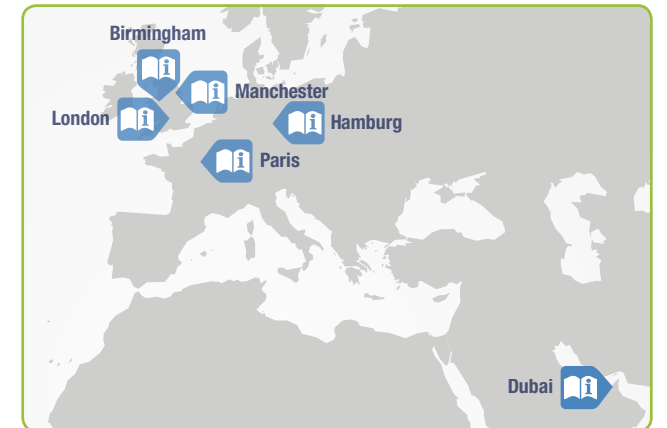 Birmingham
Manchester
London
Hamburg
Paris
Dubai